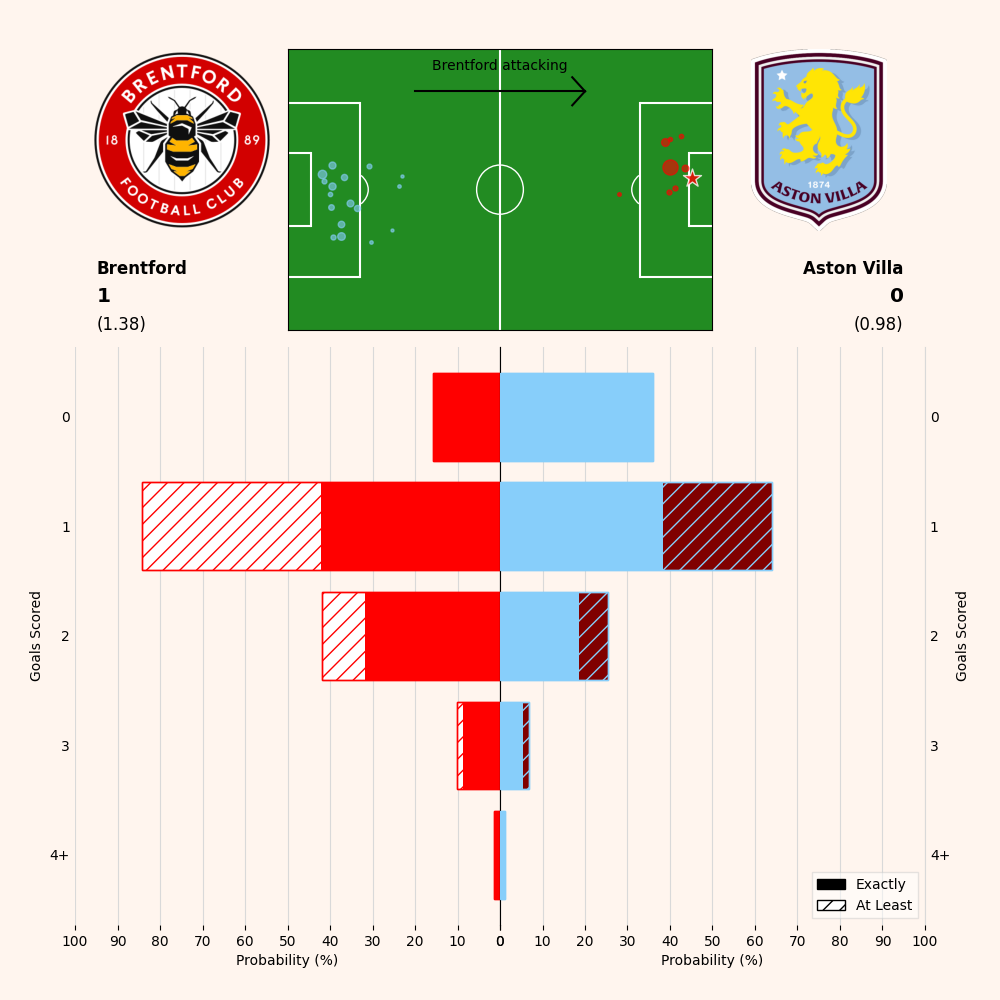 BRENTFORD
18 89
FOOTBALL CLUB
Brentford attacking
1874
ASTON VILLA
Brentford
1
(1.38)
Aston Villa
0
(0.98)
0 0
1 1
2 2
3 3
4+ 4+
Goals Scored
Goals Scored
Exactly
At Least
100 90 80 70 60 50 40 30 20 10 0 0 10 20 30 40 50 60 70 80 90 100
Probability (%)
Probability (%)